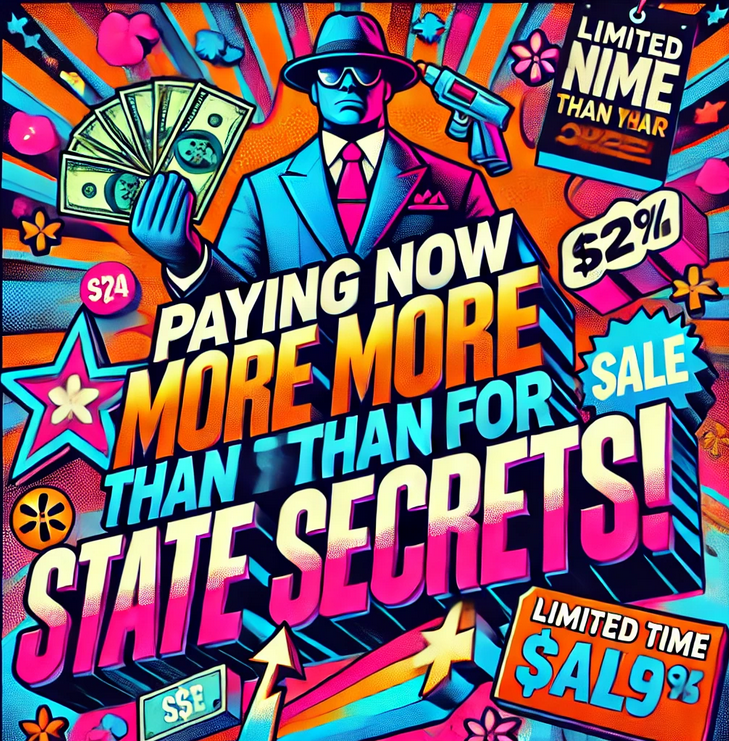 LIMITED
NIME
THAN YHAR
$2%
$24
PAYING NOW
MORE MORE
THAN THAN FOR
SALE
STATE SECRETS!
LIMITED TIME
$AL9%
S$E